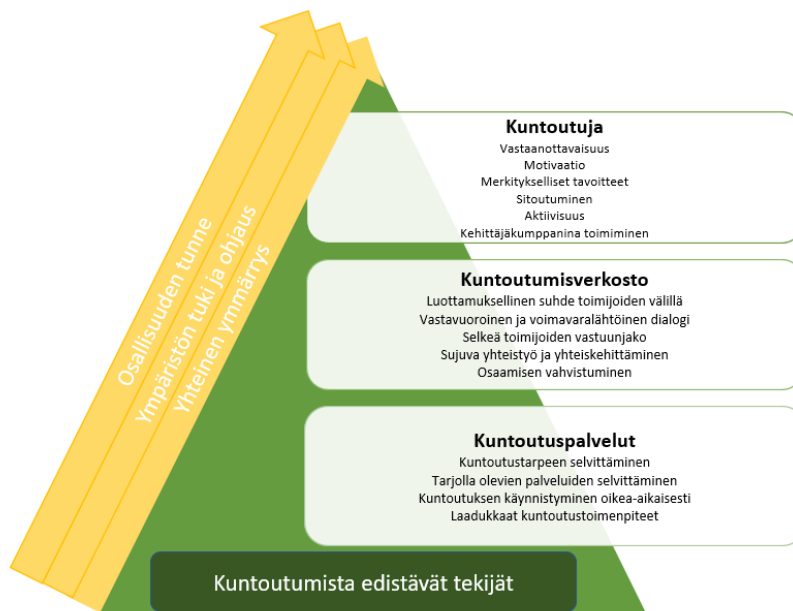 Osallisuuden tunne
Ympäristön tuki ja ohjaus
Yhteinen ymmärrys
Kuntoutuja
Vastaanottavaisuus
Motivaatio
Merkitykselliset tavoitteet
Sitoutuminen
Aktiivisuus
Kehittäjäkumppanina toimiminen
Kuntoutumisverkosto
Luottamuksellinen suhde toimijoiden välillä
Vastavuoroinen ja voimavaralähtöinen dialogi
Selkeä toimijoiden vastuunjako
Sujuva yhteistyö ja yhteiskehittäminen
Osaamisen vahvistuminen
Kuntoutuspalvelut
Kuntoutustarpeen selvittäminen
Tarjolla olevien palveluiden selvittäminen
Kuntoutuksen käynnistyminen oikea-aikaisesti
Laadukkaat kuntoutustoimenpiteet
Kuntoutumista edistävät tekijät